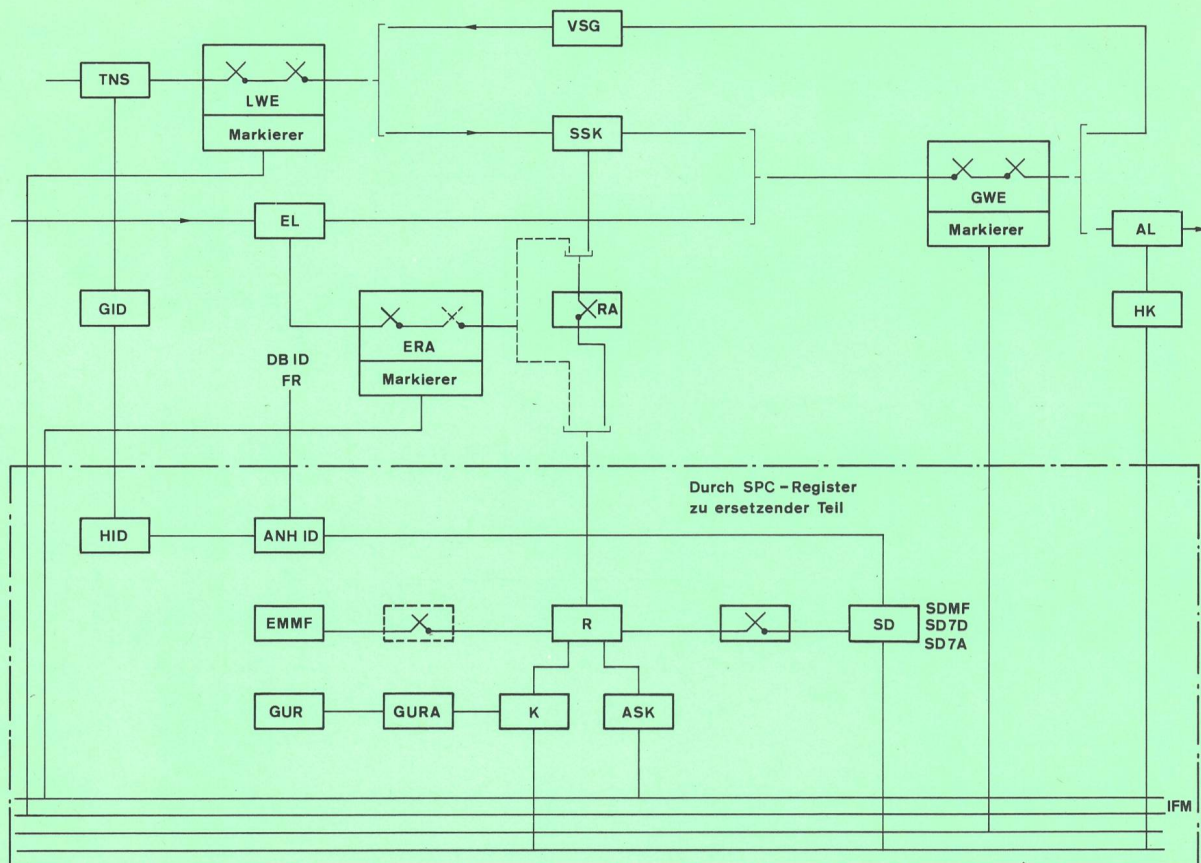 VSG
TNS
LWE
Markierer
SSK
GWE
Markierer
EL
AL
GID
RA
HK
ERA
Markierer
DB ID
FR
Durch SPC – Register
zu ersetzender Teil
HID
ANH ID
EMMF
R
SD
SDMF
SD7D
SD7A
GUR
GURA
K
ASK
IFM